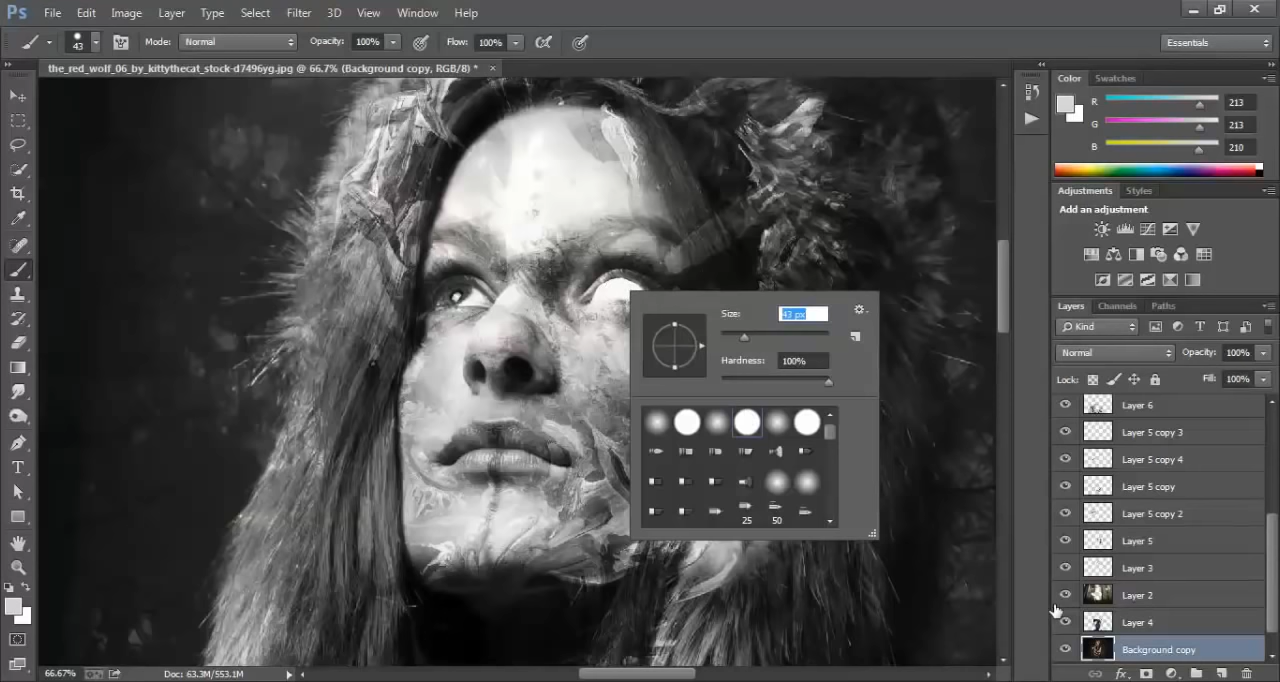 Ps File Edit Image Layer Type Select Filter 3D View Window Help
43 Mode: Normal Opacity: 100% Flow: 100% Essentials
the_red_wolf_06_by_kittythecat_stock-d7496yg.jpg @ 66.7% (Background copy, RGB/8) * ×
Color Swatches
R 213
G 213
B 210
Adjustments Styles
Add an adjustment
Size: 43 px
Hardness: 100%
25 50
Layers Channels Paths
Kind
Normal Opacity: 100%
Lock: Fill: 100%
Layer 6
Layer 5 copy 3
Layer 5 copy 4
Layer 5 copy
Layer 5 copy 2
Layer 5
Layer 3
Layer 2
Layer 4
Background copy
fx
66.67% Doc: 63.3M/553.1M